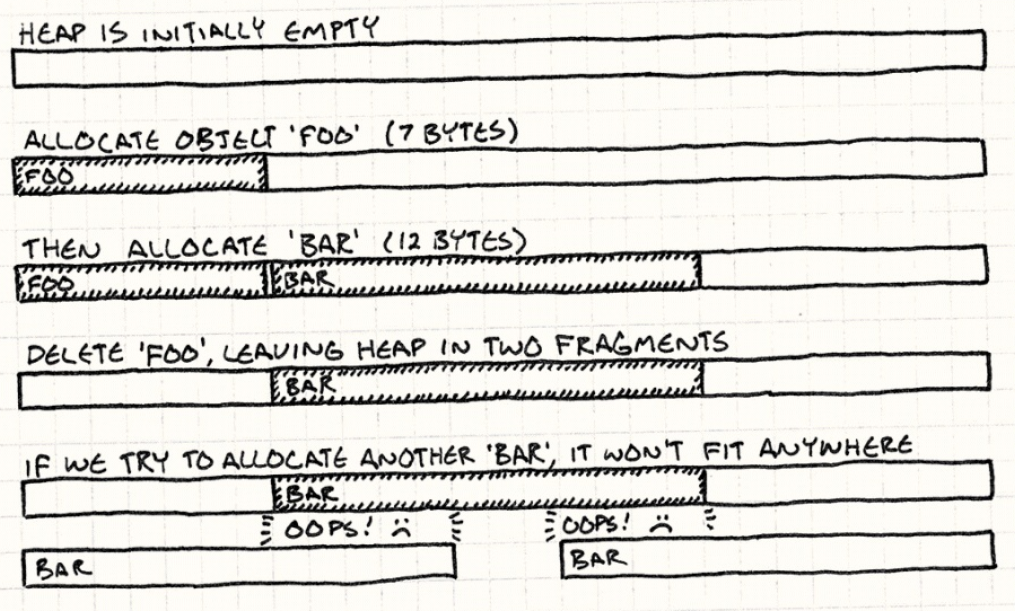 HEAP IS INITIALLY EMPTY
ALLOCATE OBJECT 'FOO' (7 BYTES)
FOO
THEN ALLOCATE 'BAR' (12 BYTES)
FOO BAR
DELETE 'FOO', LEAVING HEAP IN TWO FRAGMENTS
BAR
IF WE TRY TO ALLOCATE ANOTHER 'BAR', IT WON'T FIT ANYWHERE
BAR
OOPS! OOPS!
BAR BAR